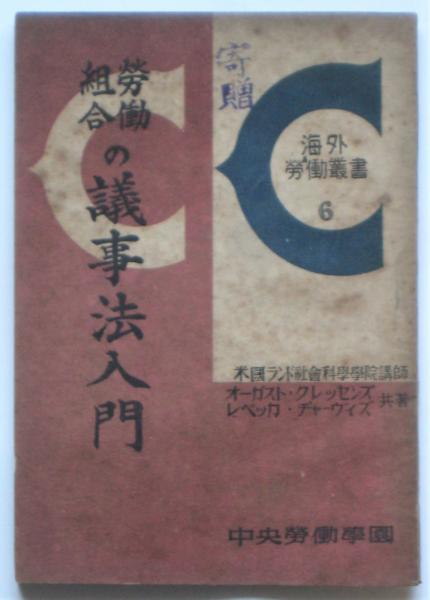 勞働
組合
の議事法入門
寄贈
海外
勞働叢書
6
米國ランド社會科學學院講師
オーガスト・クレッセンズ
レベッカ・ヂャーヴィズ
共著
中央勞働學園